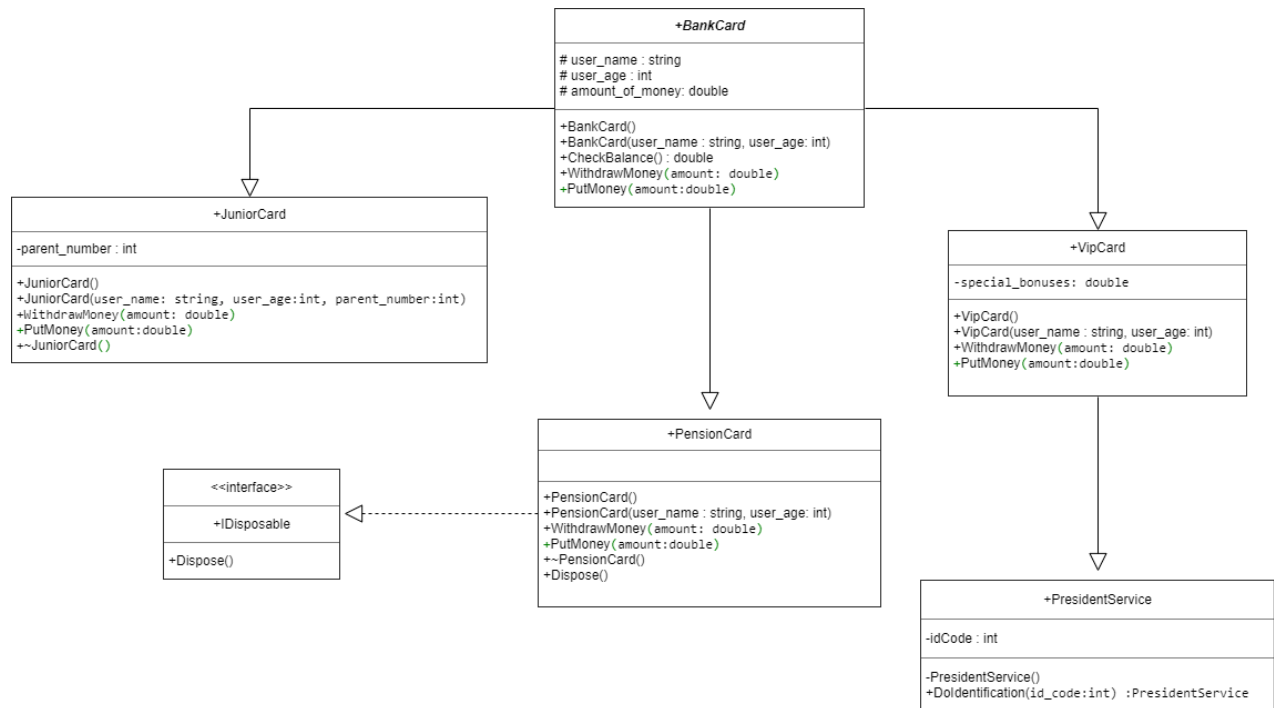 +BankCard
# user_name : string
# user_age : int
# amount_of_money: double
+BankCard()
+BankCard(user_name : string, user_age: int)
+CheckBalance() : double
+WithdrawMoney(amount: double)
+PutMoney(amount:double)
+JuniorCard
-parent_number : int
+JuniorCard()
+JuniorCard(user_name: string, user_age:int, parent_number:int)
+WithdrawMoney(amount: double)
+PutMoney(amount:double)
+~JuniorCard()
+VipCard
-special_bonuses: double
+VipCard()
+VipCard(user_name : string, user_age: int)
+WithdrawMoney(amount: double)
+PutMoney(amount:double)
+PensionCard
+PensionCard()
+PensionCard(user_name : string, user_age: int)
+WithdrawMoney(amount: double)
+PutMoney(amount:double)
+~PensionCard()
+Dispose()
<<interface>>
+IDisposable
+Dispose()
+PresidentService
-idCode : int
-PresidentService()
+DoIdentification(id_code:int) :PresidentService